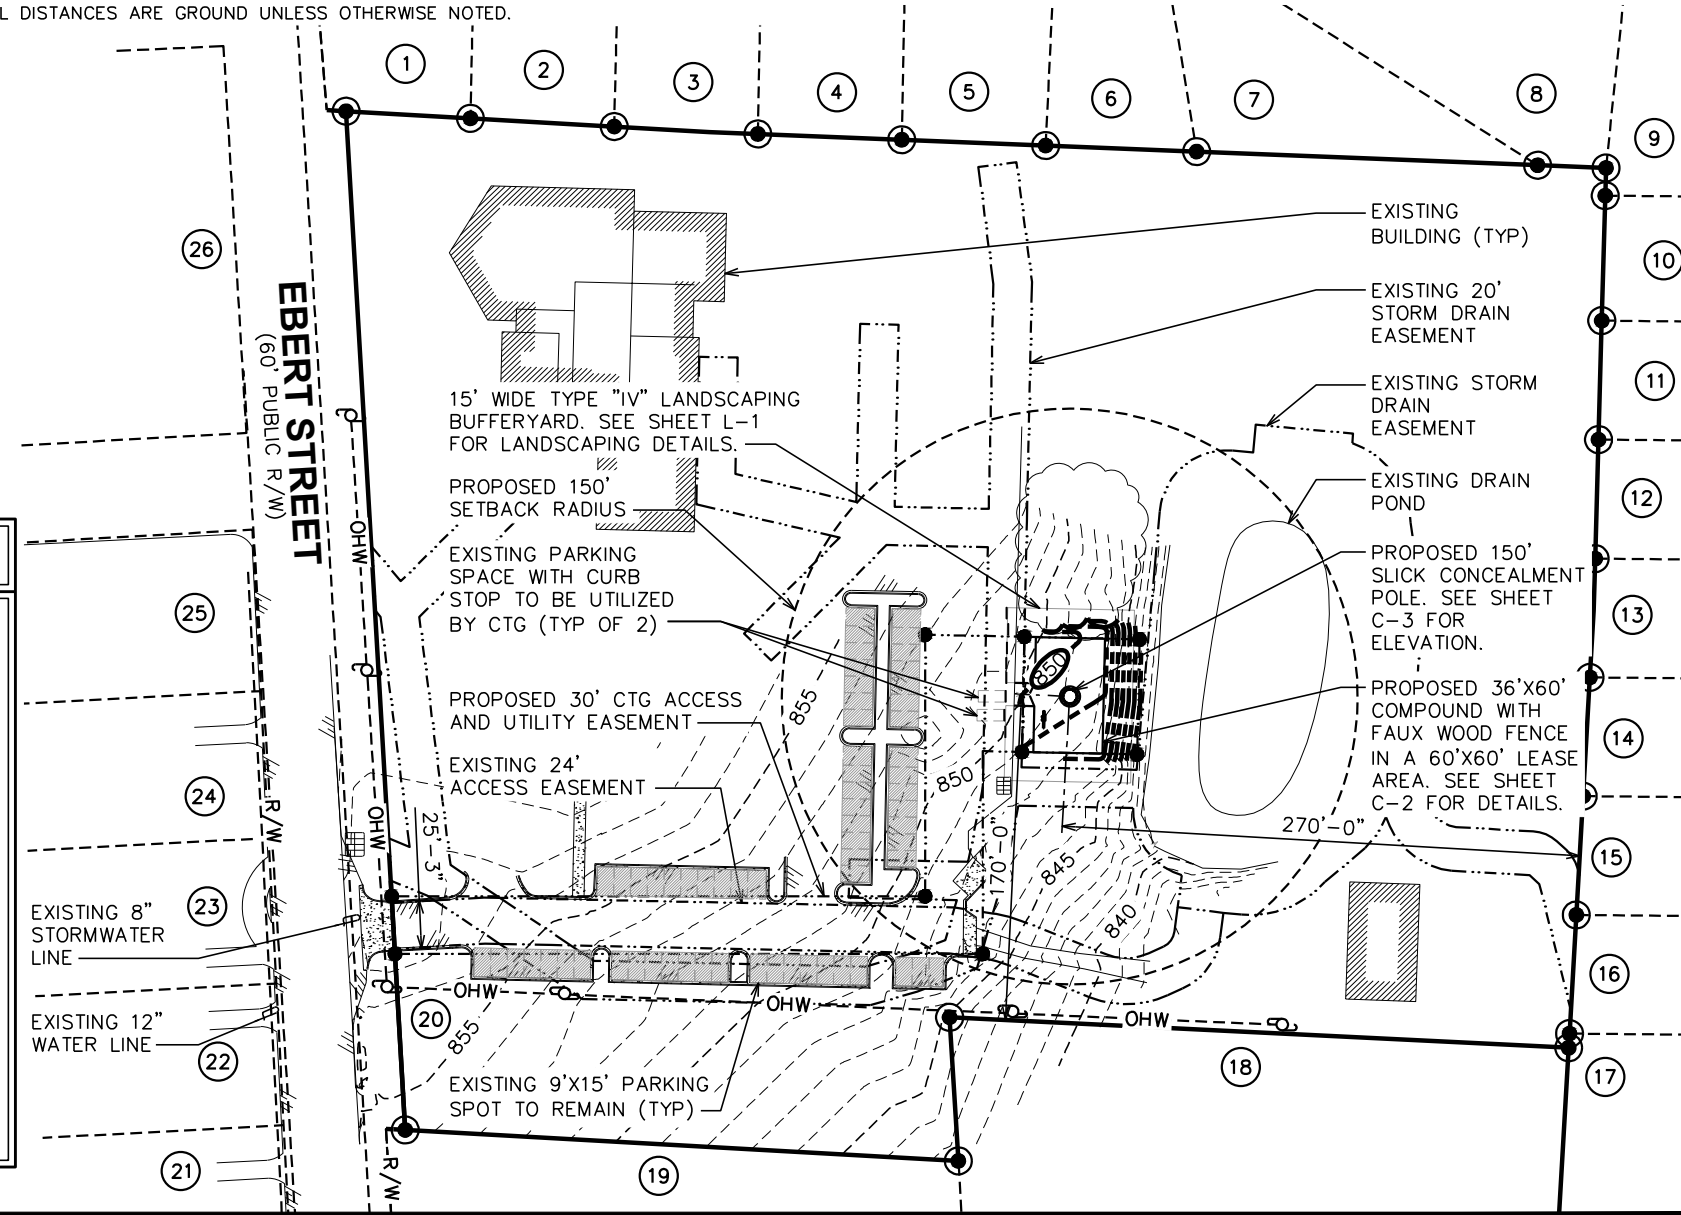 L DISTANCES ARE GROUND UNLESS OTHERWISE NOTED.
1
2
3
4
5
6
7
8
9
10
11
12
13
14
15
16
17
18
19
20
21
22
23
24
25
26
EBERT STREET
(60' PUBLIC R/W)
EXISTING
BUILDING (TYP)
EXISTING 20'
STORM DRAIN
EASEMENT
EXISTING STORM
DRAIN
EASEMENT
EXISTING DRAIN
POND
PROPOSED 150'
SLICK CONCEALMENT
POLE. SEE SHEET
C-3 FOR
ELEVATION.
PROPOSED 36'X60'
COMPOUND WITH
FAUX WOOD FENCE
IN A 60'X60' LEASE
AREA. SEE SHEET
C-2 FOR DETAILS.
15' WIDE TYPE "IV" LANDSCAPING
BUFFERYARD. SEE SHEET L-1
FOR LANDSCAPING DETAILS.
PROPOSED 150'
SETBACK RADIUS
EXISTING PARKING
SPACE WITH CURB
STOP TO BE UTILIZED
BY CTG (TYP OF 2)
PROPOSED 30' CTG ACCESS
AND UTILITY EASEMENT
EXISTING 24'
ACCESS EASEMENT
EXISTING 8"
STORMWATER
LINE
EXISTING 12"
WATER LINE
EXISTING 9'X15' PARKING
SPOT TO REMAIN (TYP)
OHW
OHW
OHW
OHW
OHW
R/W
R/W
25'-3"
170'-0"
270'-0"
855
855
850
850
845
840